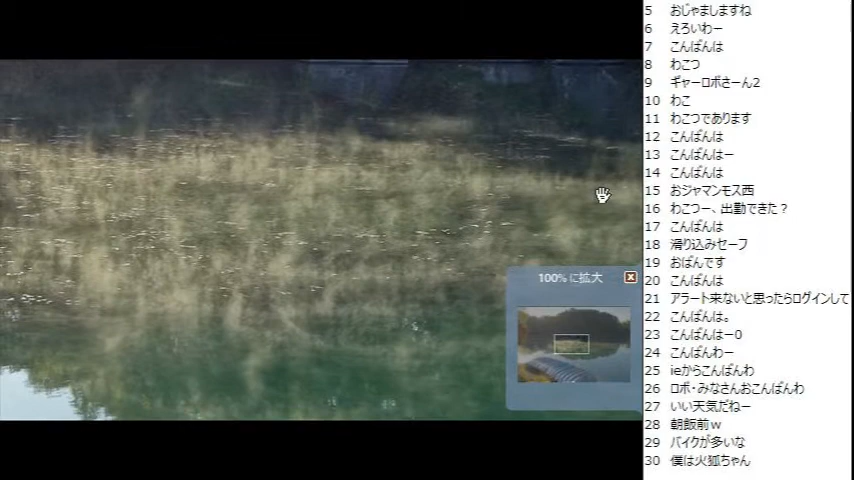 100%に拡大
5 おじゃましますね
6 えろいわー
7 こんばんは
8 わこつ
9 ギャーロボさーん2
10 わこ
11 わこつであります
12 こんばんは
13 こんばんはー
14 こんばんは
15 おジャマンモス西
16 わこつー、出勤できた？
17 こんばんは
18 滑り込みセーフ
19 おばんです
20 こんばんは
21 アラート来ないと思ったらログインして
22 こんばんは。
23 こんばんはー0
24 こんばんわー
25 ieからこんばんわ
26 ロボ・みなさんおこんばんわ
27 いい天気だねー
28 朝飯前ｗ
29 バイクが多いな
30 僕は火狐ちゃん